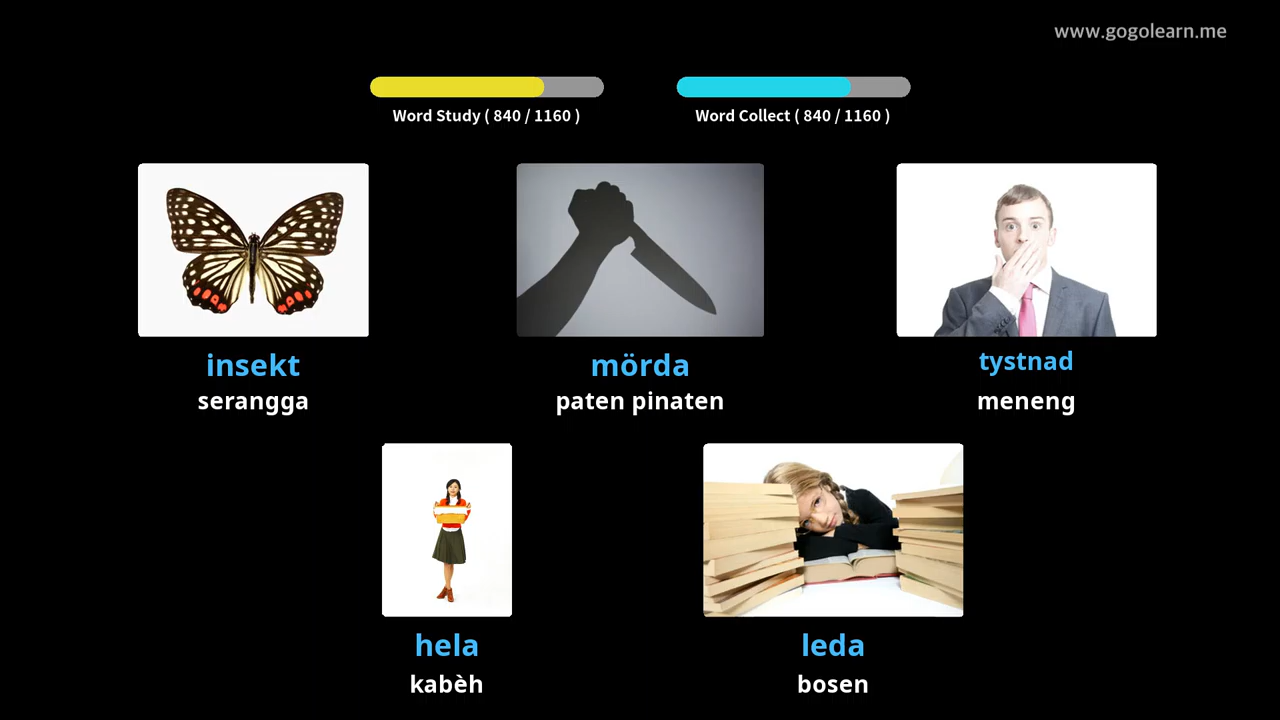 www.gogolearn.me
Word Study ( 840 / 1160 )
Word Collect ( 840 / 1160 )
insekt
serangga
mörda
paten pinaten
tystnad
meneng
hela
kabèh
leda
bosen